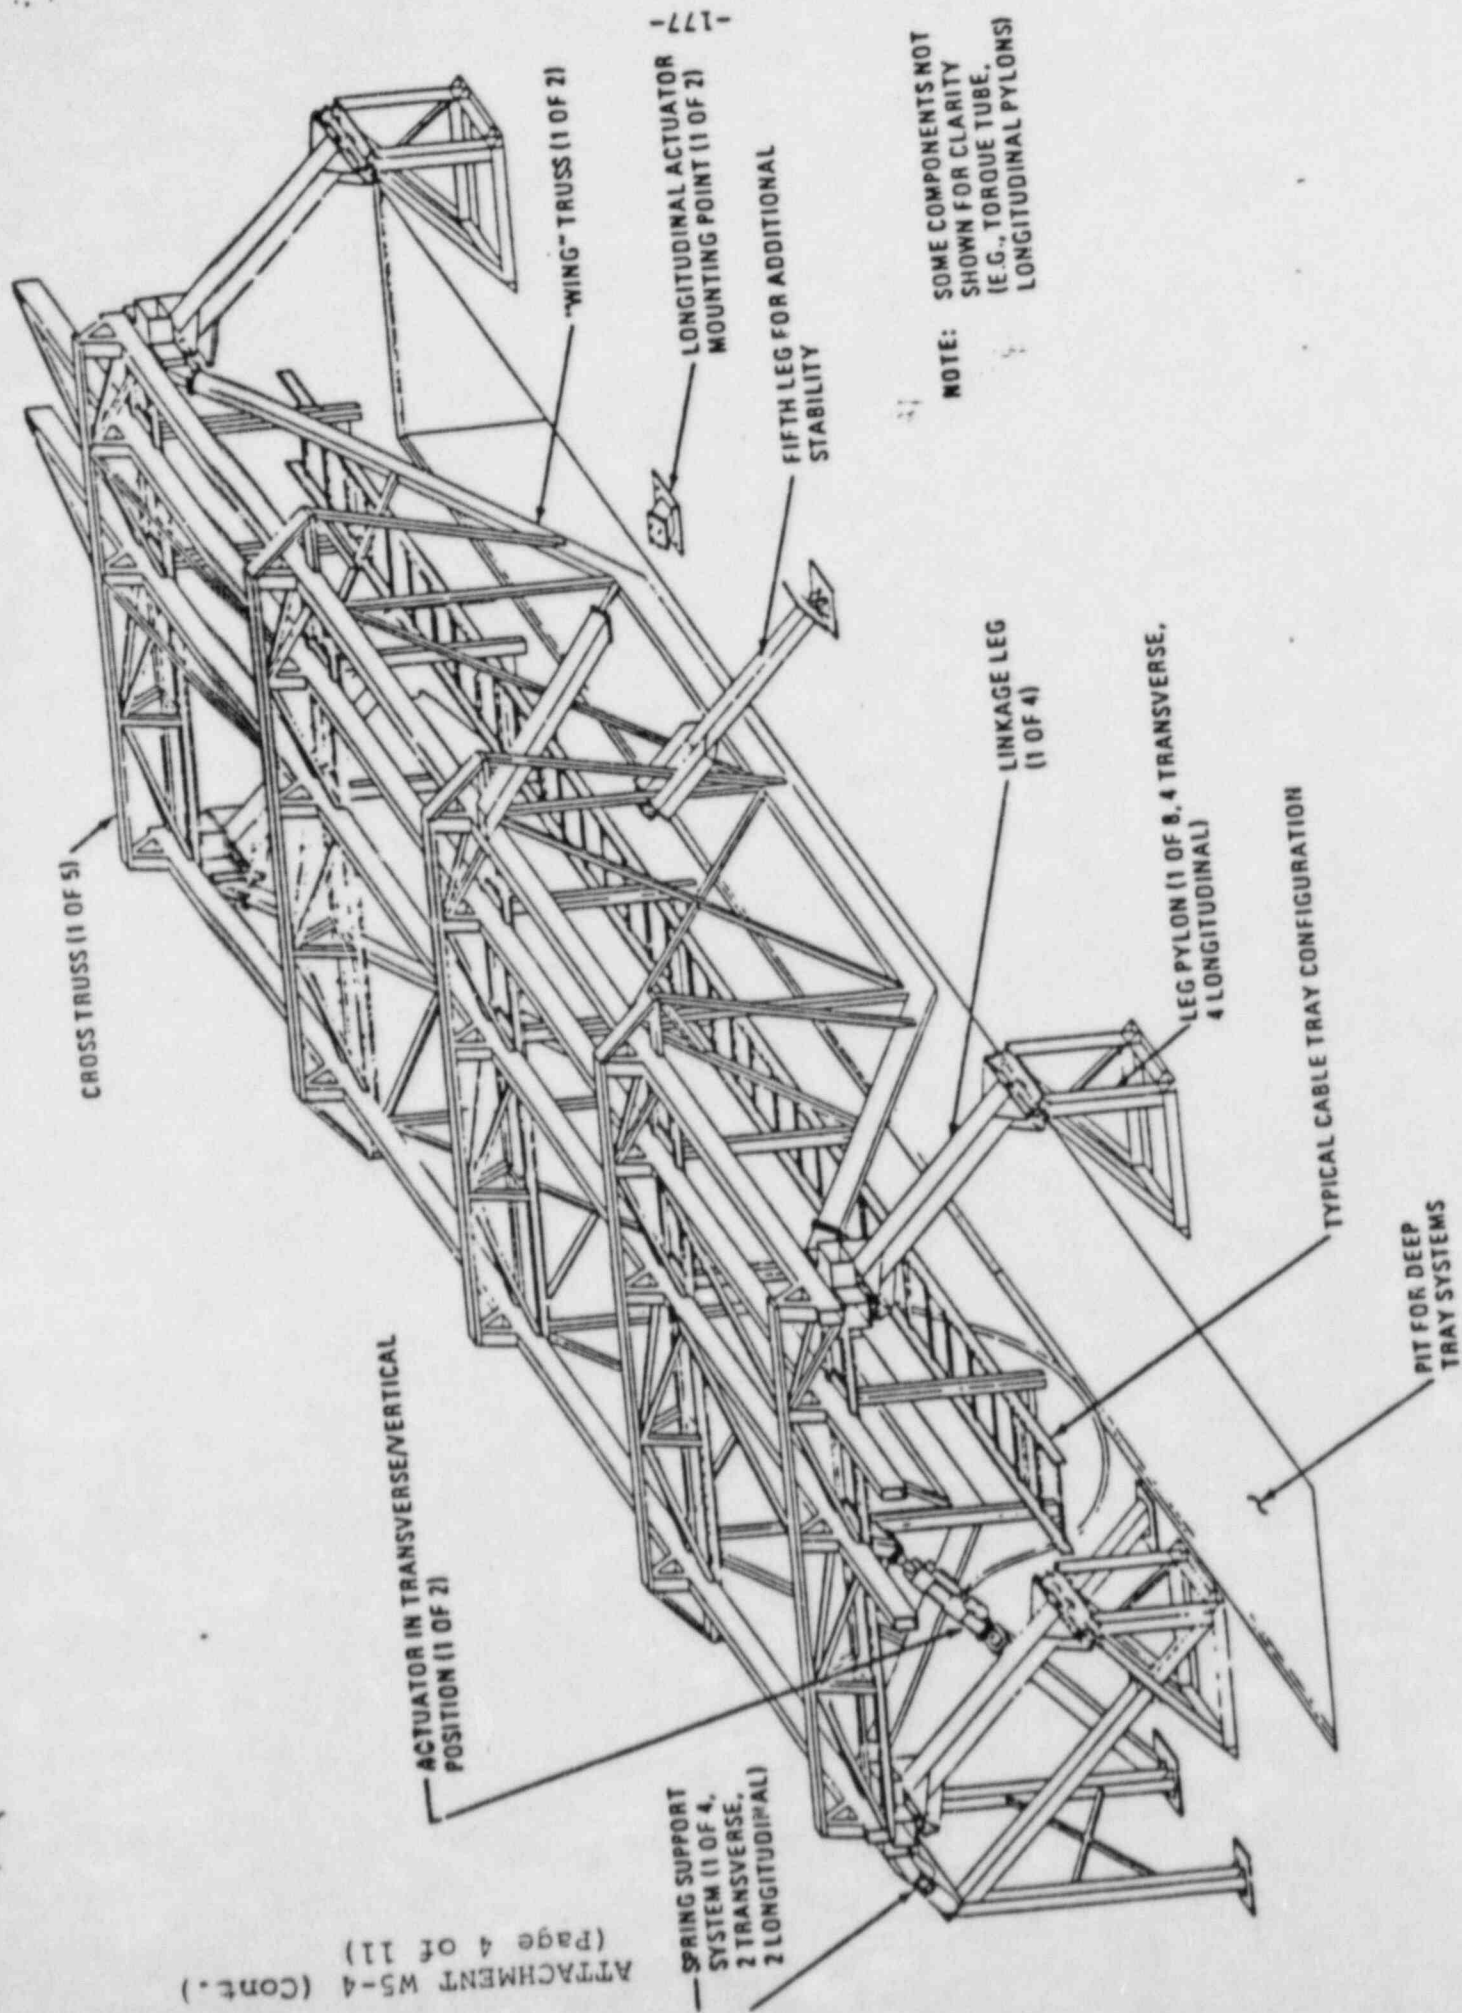 ATTACHMENT W5-4 (Cont.)
(Page 4 of 11)
CROSS TRUSS (1 OF 5)
ACTUATOR IN TRANSVERSE/VERTICAL
POSITION (1 OF 2)
SPRING SUPPORT
SYSTEM (1 OF 4,
2 TRANSVERSE,
2 LONGITUDINAL)
"WING" TRUSS (1 OF 2)
LONGITUDINAL ACTUATOR
MOUNTING POINT (1 OF 2)
FIFTH LEG FOR ADDITIONAL
STABILITY
LINKAGE LEG
(1 OF 4)
LEG PYLON (1 OF 8, 4 TRANSVERSE,
4 LONGITUDINAL)
TYPICAL CABLE TRAY CONFIGURATION
PIT FOR DEEP
TRAY SYSTEMS
NOTE: SOME COMPONENTS NOT
SHOWN FOR CLARITY
(E.G., TORQUE TUBE,
LONGITUDINAL PYLONS)
-177-